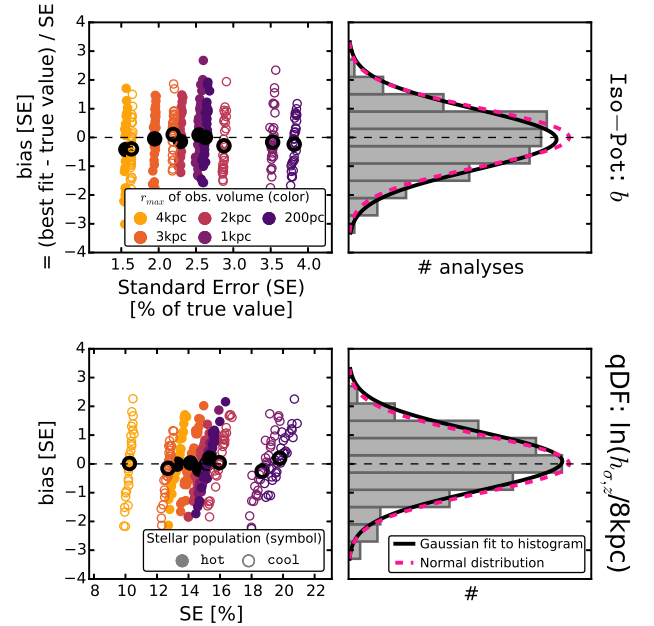 4
3
2
1
0
−1
−2
−3
−4
bias [SE]
= (best fit - true value) / SE
r_max of obs. volume (color)
4kpc
2kpc
200pc
3kpc
1kpc
1.5 2.0 2.5 3.0 3.5 4.0
Standard Error (SE)
[% of true value]
# analyses
Iso—Pot: b
4
3
2
1
0
−1
−2
−3
−4
bias [SE]
Stellar population (symbol)
hot
cool
8 10 12 14 16 18 20 22
SE [%]
Gaussian fit to histogram
Normal distribution
#
qDF: ln(h_{σ,z}/8kpc)